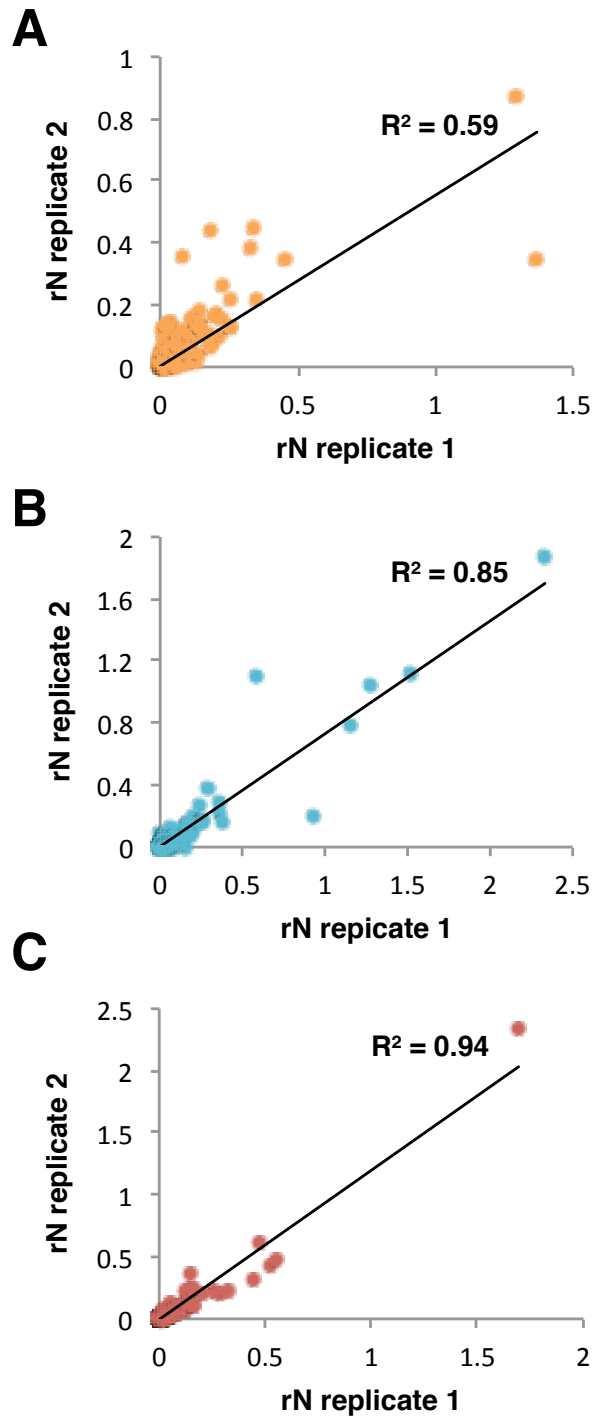 A
1
0.8
R² = 0.59
0.6
rN replicate 2
0.4
0.2
0
0 0.5 1 1.5
rN replicate 1
B
2
R² = 0.85
1.6
1.2
rN replicate 2
0.8
0.4
0
0 0.5 1 1.5 2 2.5
rN repicate 1
C
2.5
R² = 0.94
2
1.5
rN replicate 2
1
0.5
0
0 0.5 1 1.5 2
rN replicate 1